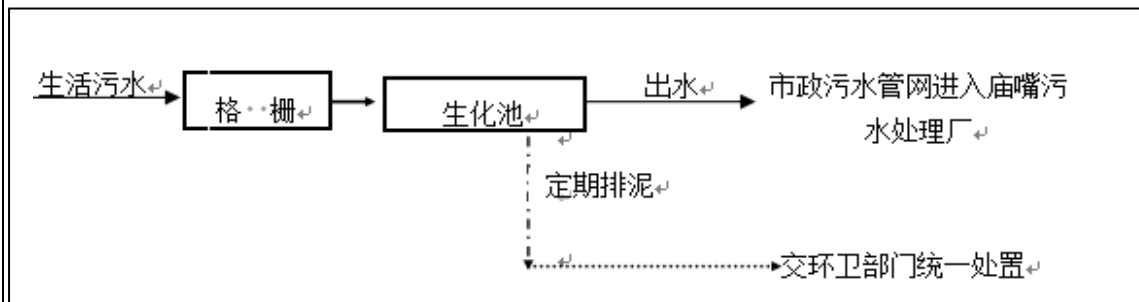 生活污水
格 栅
生化池
出水
市政污水管网进入庙嘴污
水处理厂
定期排泥
交环卫部门统一处置